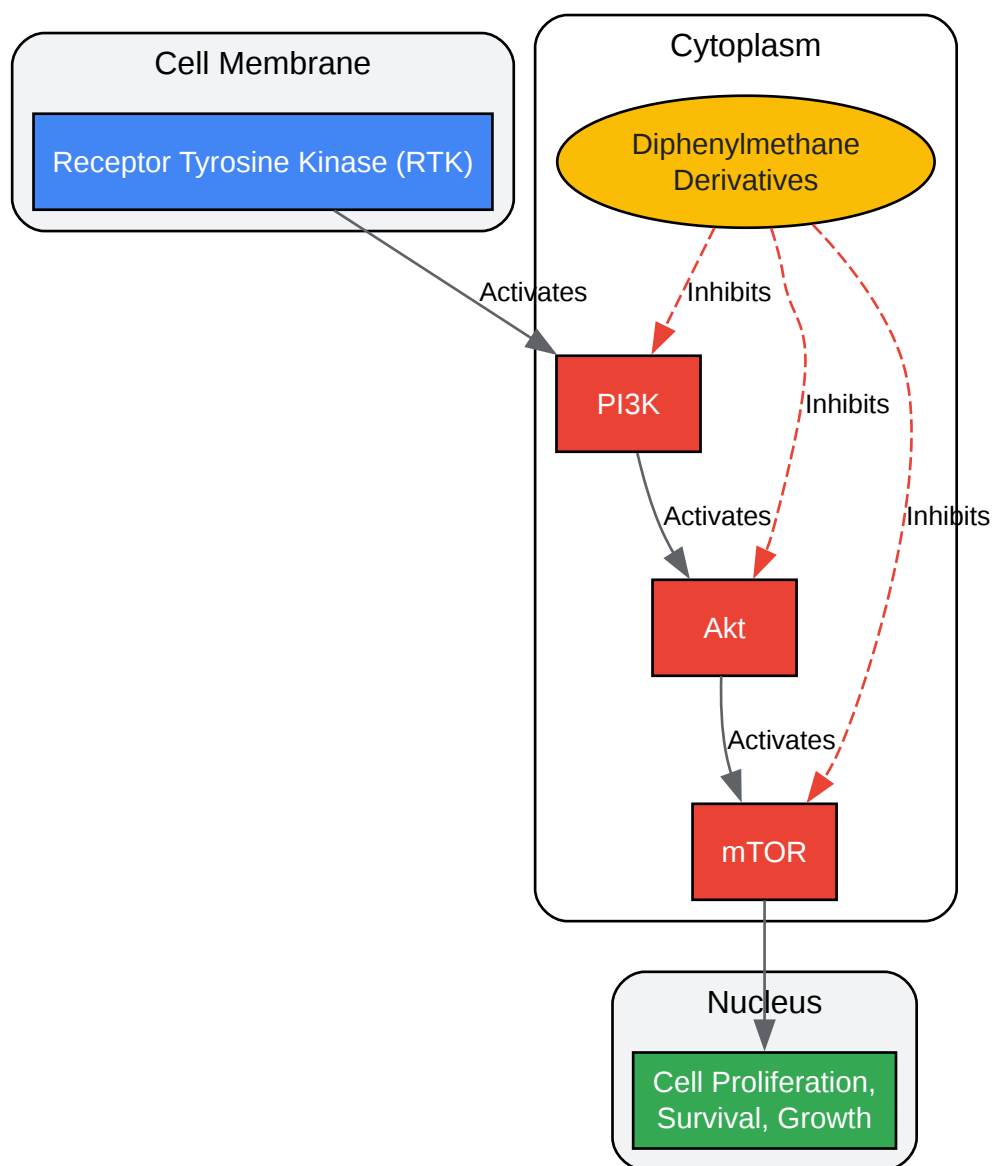 Cell Membrane
Receptor Tyrosine Kinase (RTK)
Cytoplasm
Diphenylmethane
Derivatives
Activates
Inhibits
PI3K
Inhibits
Activates
Inhibits
Akt
Activates
mTOR
Nucleus
Cell Proliferation,
Survival, Growth